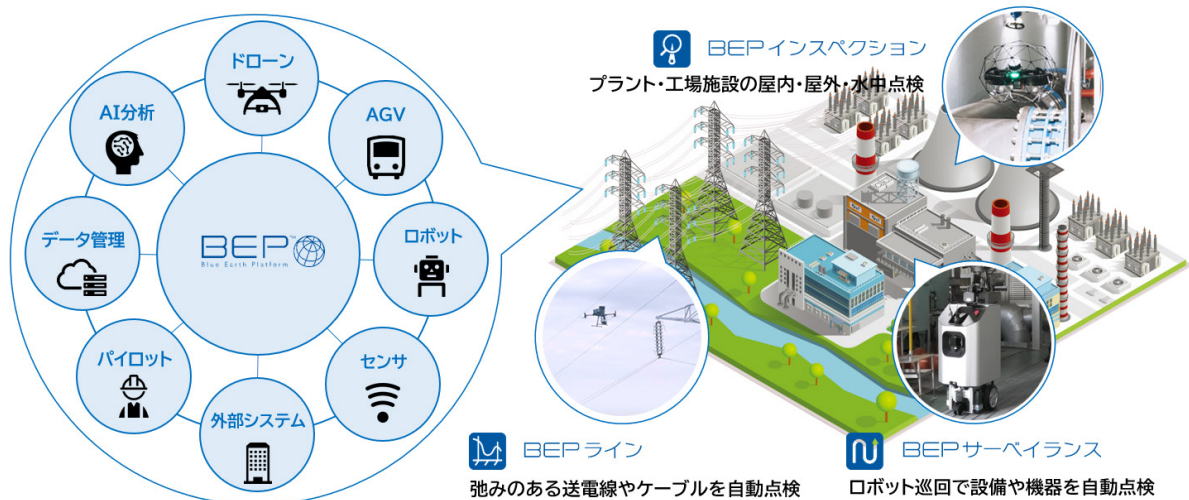 ドローン
AGV
ロボット
センサ
外部システム
パイロット
データ管理
AI分析
BEP™
Blue Earth Platform
BEPインスペクション
プラント・工場施設の屋内・屋外・水中点検
BEPライン
弛みのある送電線やケーブルを自動点検
BEPサーベイランス
ロボット巡回で設備や機器を自動点検